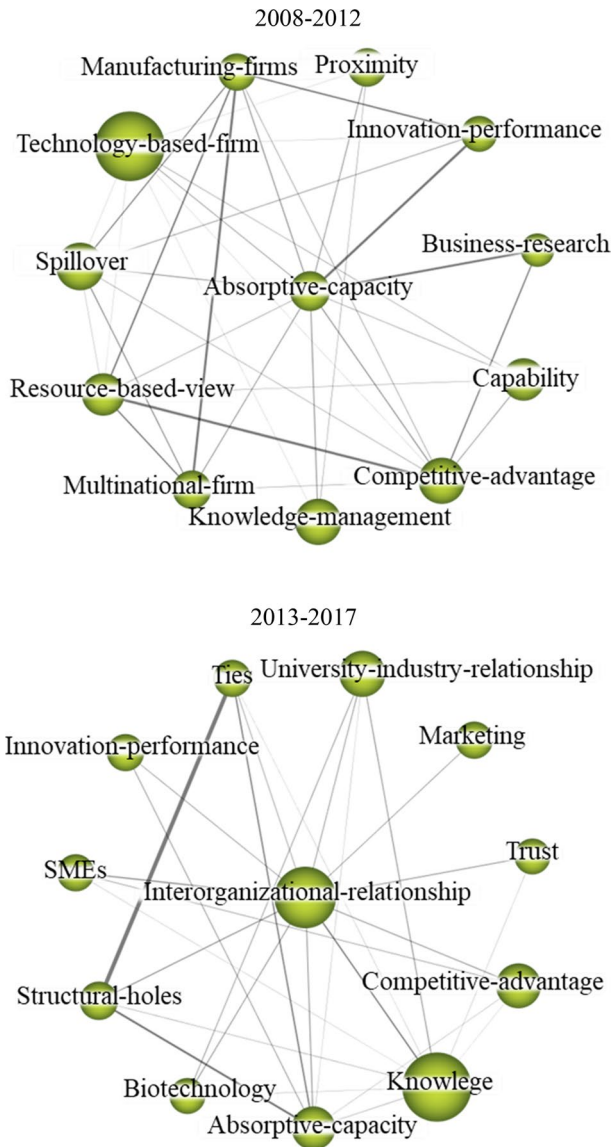 2008-2012
Manufacturing-firms
Proximity
Technology-based-firm
Innovation-performance
Spillover
Business-research
Absorptive-capacity
Resource-based-view
Capability
Multinational-firm
Competitive-advantage
Knowledge-management
2013-2017
Ties
University-industry-relationship
Innovation-performance
Marketing
SMEs
Trust
Interorganizational-relationship
Structural-holes
Competitive-advantage
Biotechnology
Knowlege
Absorptive-capacity